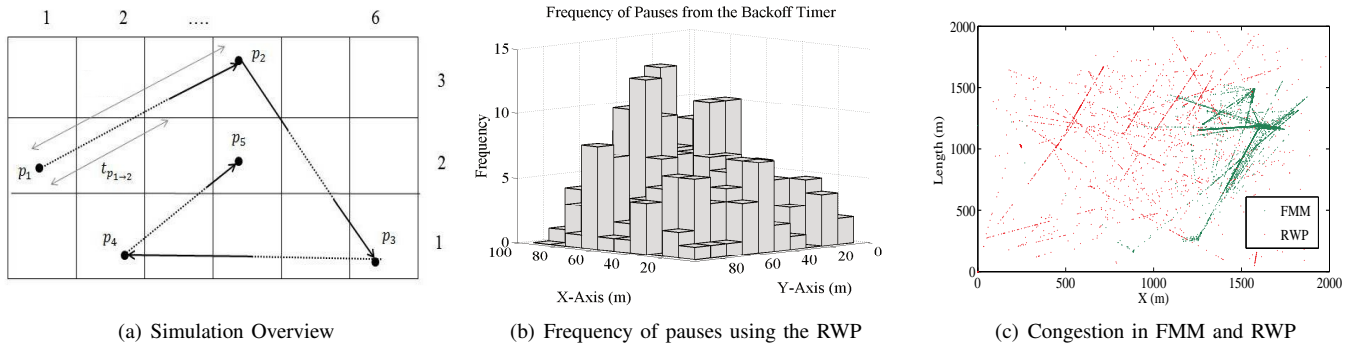 1 2 .... 6
3
2
1
p2
p5
p1
t p1→2
p4
p3
(a) Simulation Overview
Frequency of Pauses from the Backoff Timer
15
10
5
0
Frequency
100 80 60 40 20
80 60 40 20 0
X-Axis (m)
Y-Axis (m)
(b) Frequency of pauses using the RWP
2000
1500
1000
500
0
Length (m)
FMM
RWP
0 500 1000 1500 2000
X (m)
(c) Congestion in FMM and RWP